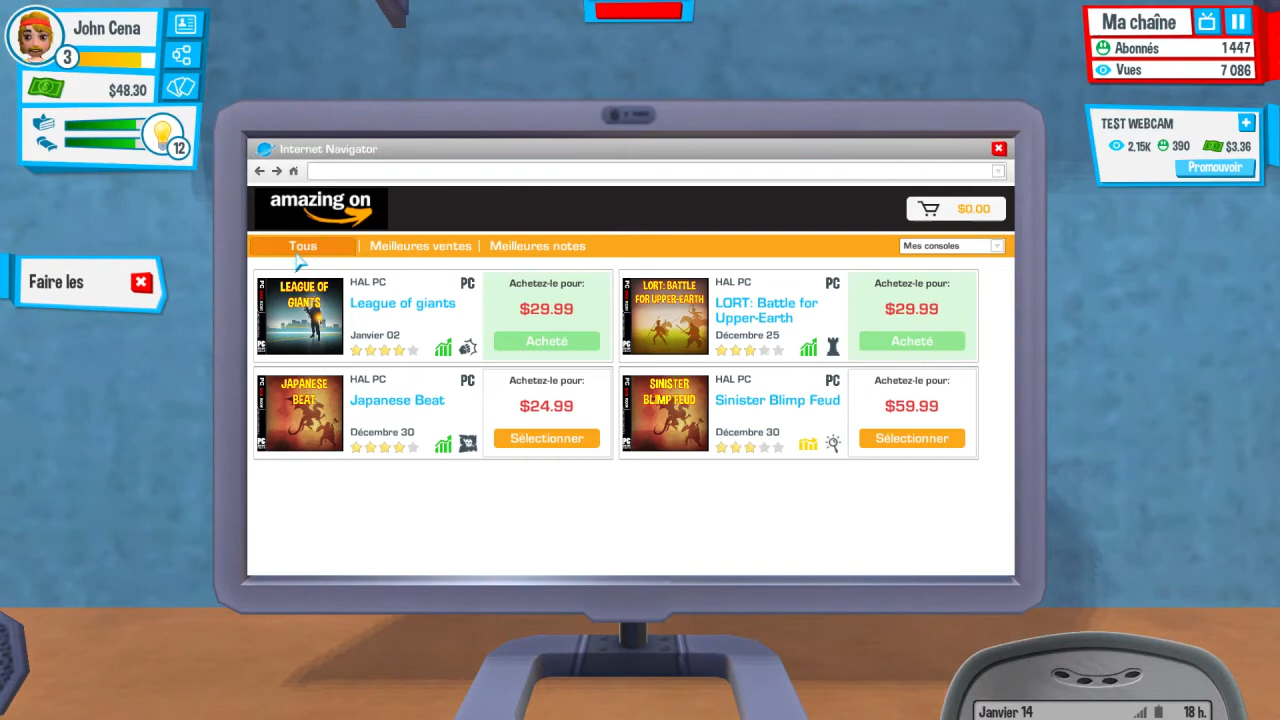 John Cena
3
$48.30
12
Faire les
Ma chaîne
Abonnés 1 447
Vues 7 086
TEST WEBCAM
2,15K 390 $3.36
Promouvoir
Internet Navigator
amazing on
$0.00
Tous | Meilleures ventes | Meilleures notes
Mes consoles
LEAGUE OF
GIANTS
HAL PC PC
League of giants
Janvier 02
Achetez-le pour:
$29.99
Acheté
LORT: BATTLE
FOR UPPER-EARTH
HAL PC PC
LORT: Battle for
Upper-Earth
Décembre 25
Achetez-le pour:
$29.99
Acheté
JAPANESE
BEAT
HAL PC PC
Japanese Beat
Décembre 30
Achetez-le pour:
$24.99
Sélectionner
SINISTER
BLIMP FEUD
HAL PC PC
Sinister Blimp Feud
Décembre 30
Achetez-le pour:
$59.99
Sélectionner
Janvier 14 18 h.